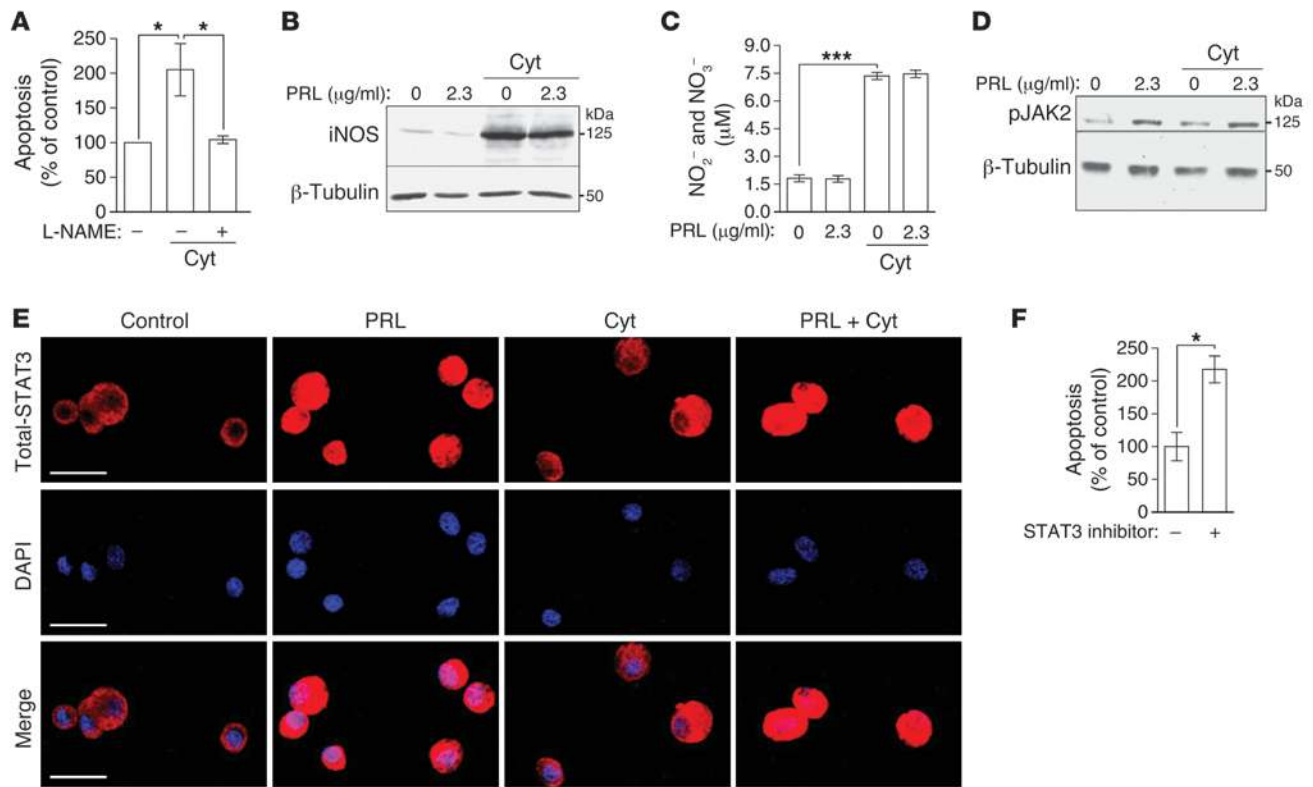 A
* *
250
200
150
100
50
0
Apoptosis
(% of control)
L-NAME: – – +
Cyt
B
Cyt
PRL (μg/ml): 0 2.3 0 2.3
kDa
iNOS
125
β-Tubulin
50
C
***
9.0
7.5
6.0
4.5
3.0
1.5
0
NO₂⁻ and NO₃⁻
(μM)
PRL (μg/ml): 0 2.3 0 2.3
Cyt
D
Cyt
PRL (μg/ml): 0 2.3 0 2.3
kDa
pJAK2
125
β-Tubulin
50
E
Control PRL Cyt PRL + Cyt
Total-STAT3
DAPI
Merge
F
*
250
200
150
100
50
0
Apoptosis
(% of control)
STAT3 inhibitor: – +